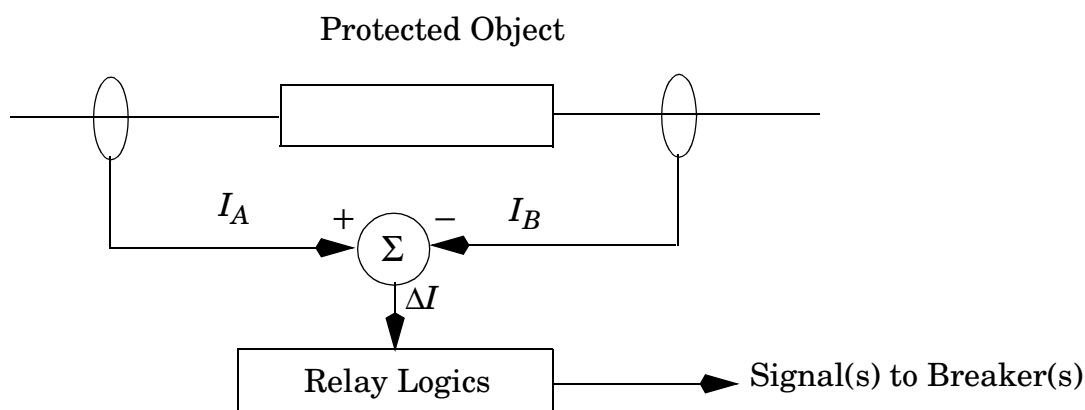 Protected Object
I_A
+
−
I_B
Σ
ΔI
Relay Logics
Signal(s) to Breaker(s)